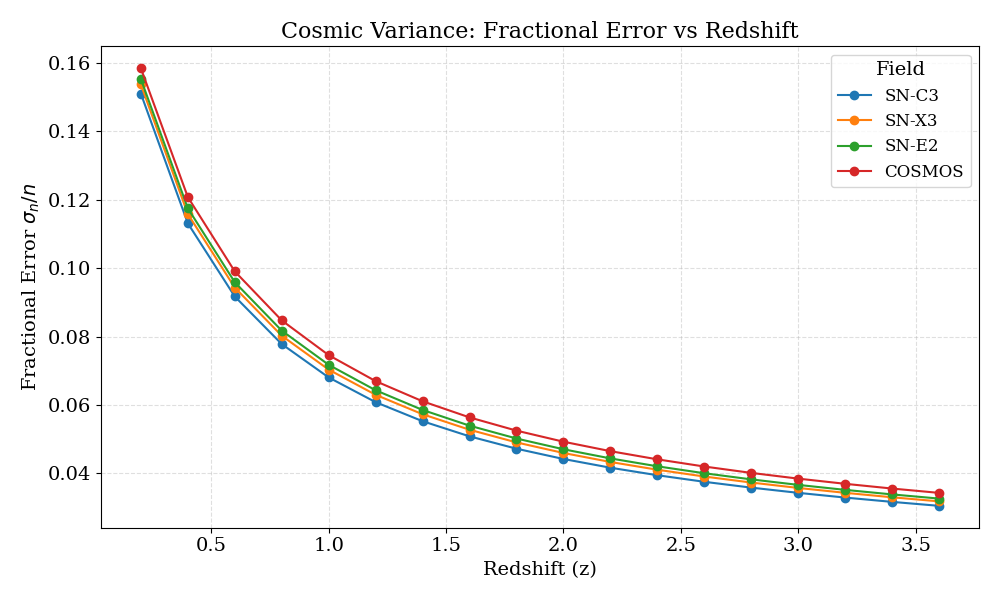 Cosmic Variance: Fractional Error vs Redshift
Fractional Error σₙ/n
0.16
0.14
0.12
0.10
0.08
0.06
0.04
Field
SN-C3
SN-X3
SN-E2
COSMOS
0.5 1.0 1.5 2.0 2.5 3.0 3.5
Redshift (z)